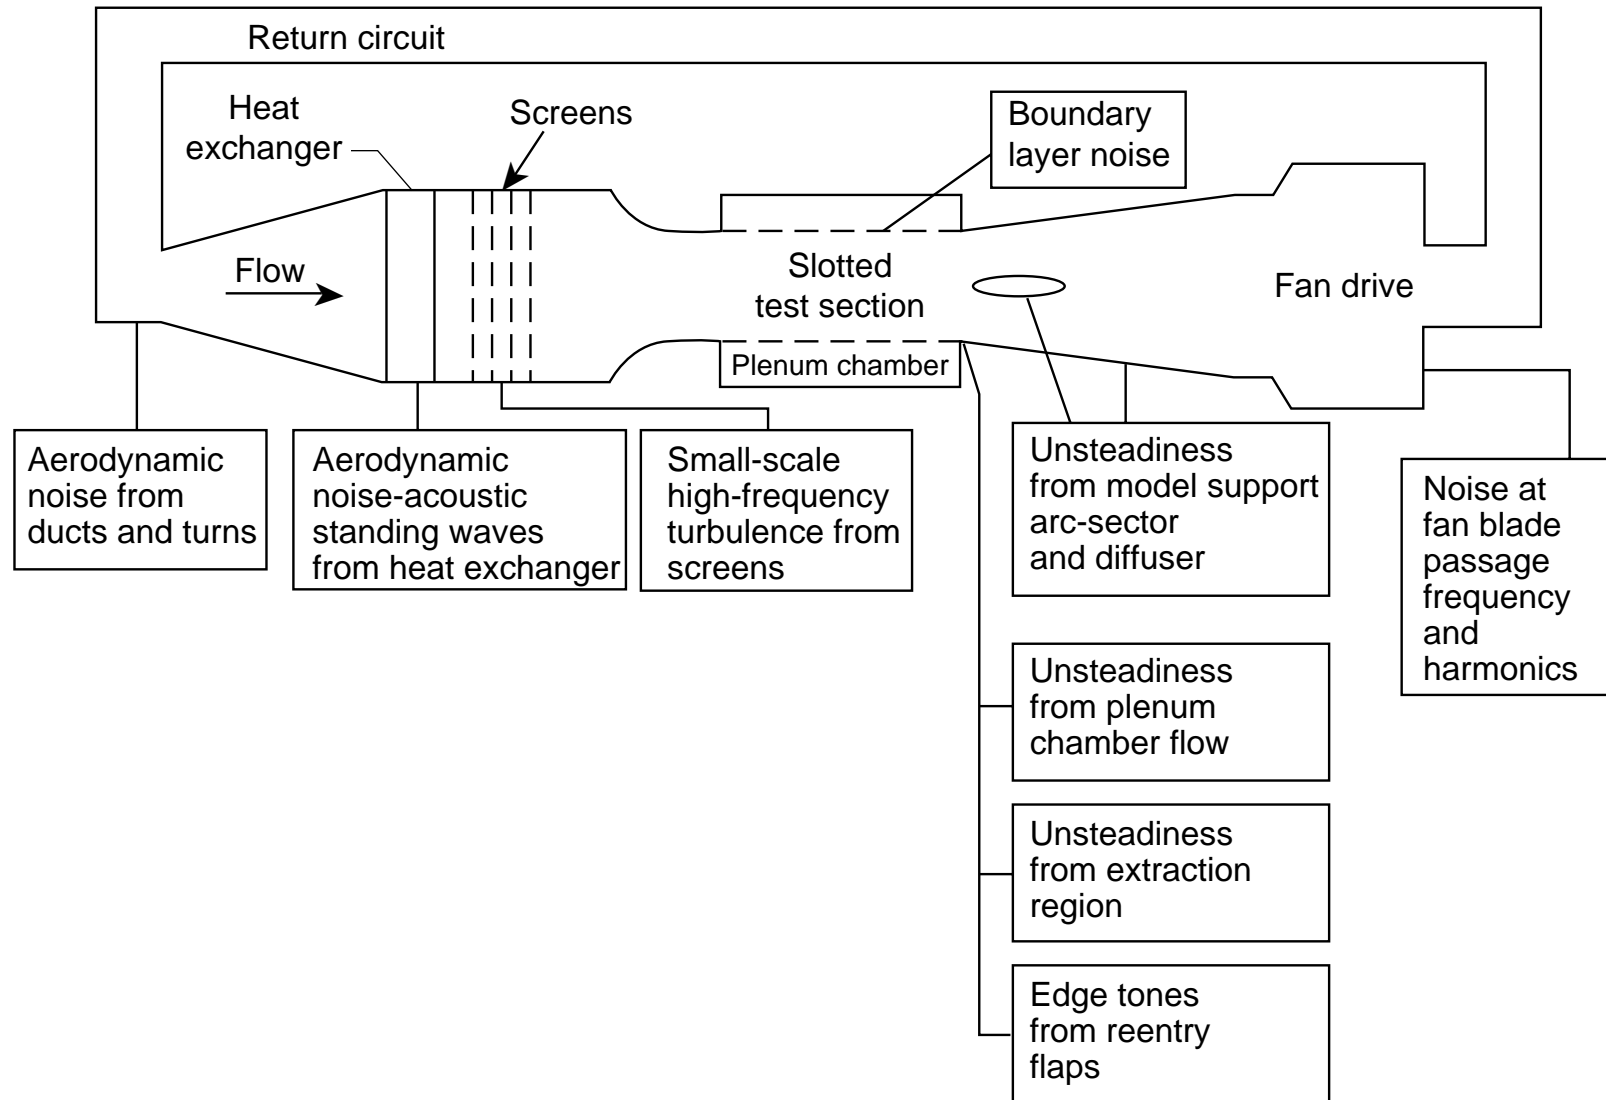 Return circuit
Heat
exchanger
Screens
Boundary
layer noise
Flow
Slotted
test section
Fan drive
Plenum chamber
Aerodynamic
noise from
ducts and turns
Aerodynamic
noise-acoustic
standing waves
from heat exchanger
Small-scale
high-frequency
turbulence from
screens
Unsteadiness
from model support
arc-sector
and diffuser
Noise at
fan blade
passage
frequency
and
harmonics
Unsteadiness
from plenum
chamber flow
Unsteadiness
from extraction
region
Edge tones
from reentry
flaps